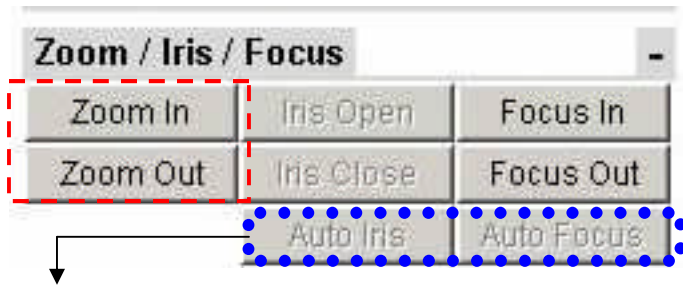 Zoom / Iris / Focus -
Zoom In Iris Open Focus In
Zoom Out Iris Close Focus Out
Auto Iris Auto Focus